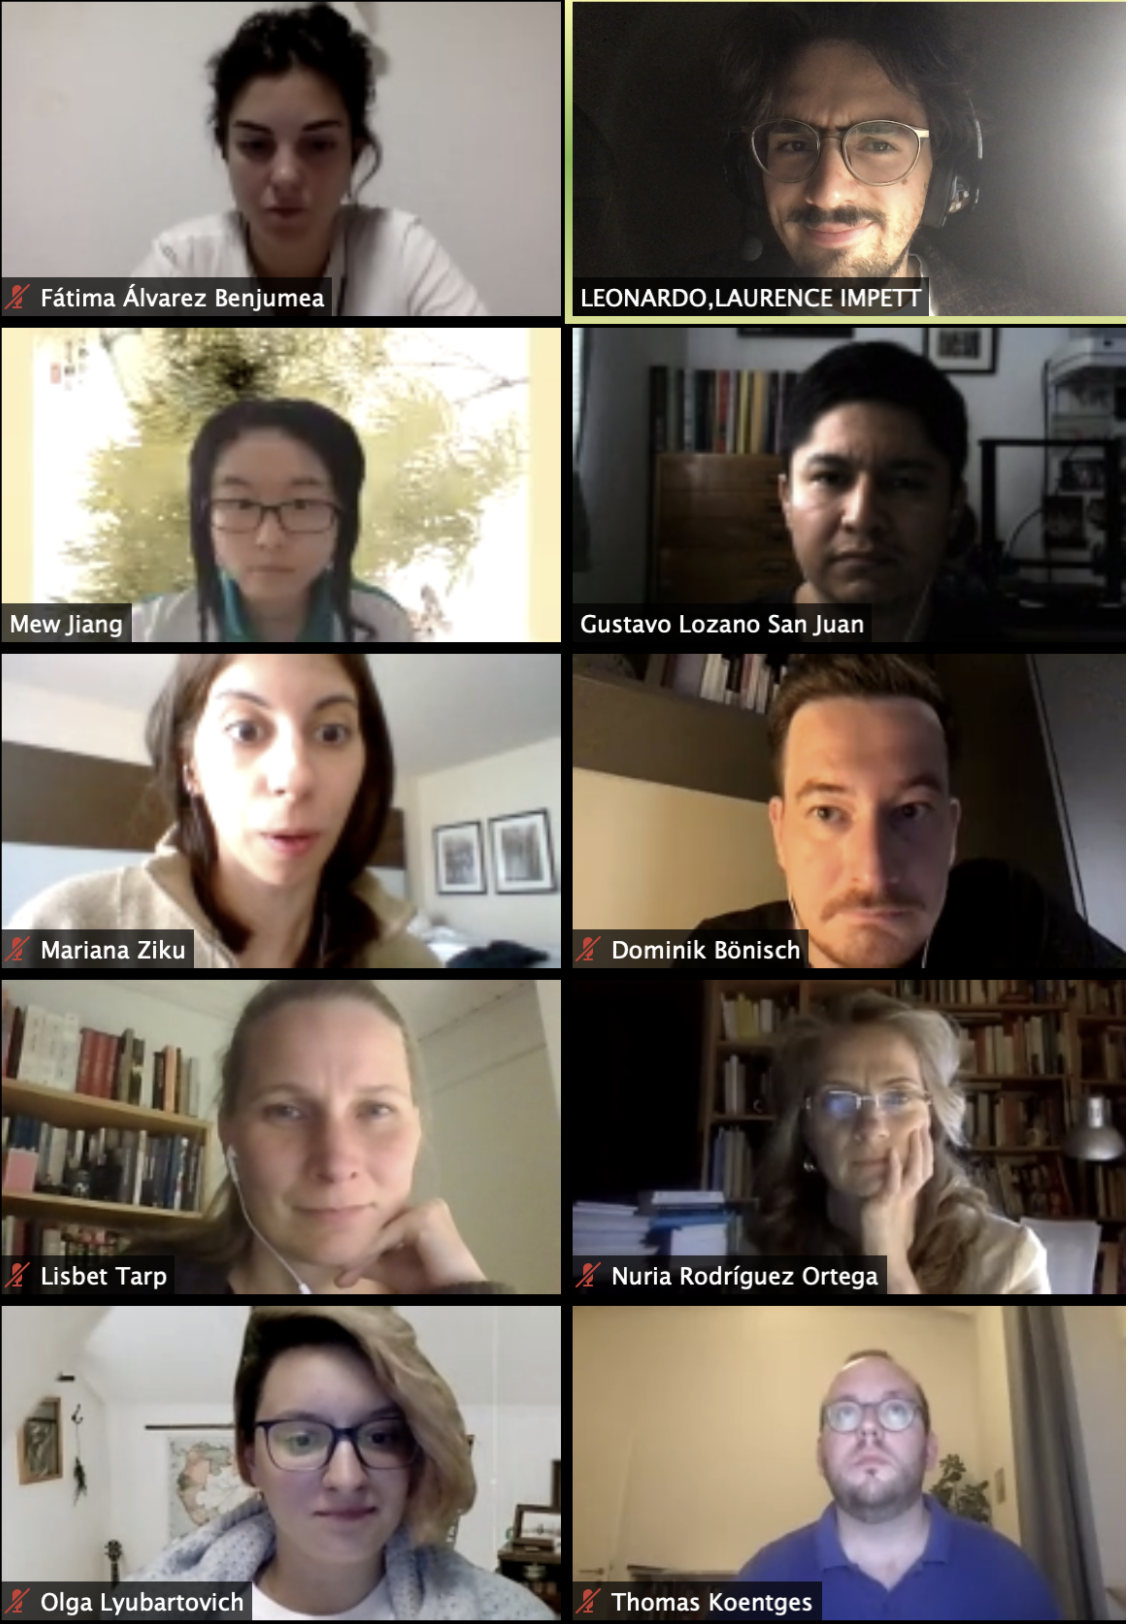 Fátima Álvarez Benjumea
LEONARDO,LAURENCE IMPETT
Mew Jiang
Gustavo Lozano San Juan
Mariana Ziku
Dominik Bönisch
Lisbet Tarp
Nuria Rodríguez Ortega
Olga Lyubartovich
Thomas Koentges